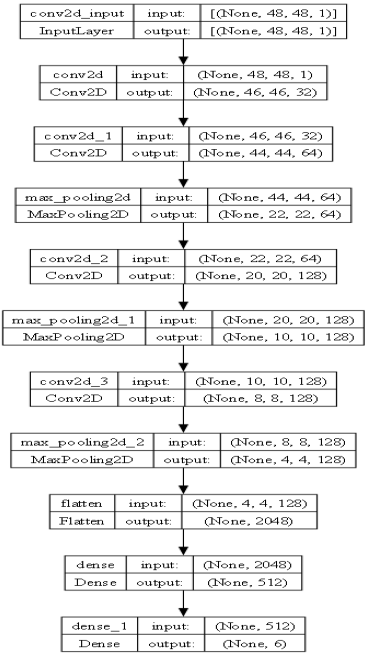 conv2d_input input: [(None, 48, 48, 1)]
InputLayer output: [(None, 48, 48, 1)]
conv2d input: (None, 48, 48, 1)
Conv2D output: (None, 46, 46, 32)
conv2d_1 input: (None, 46, 46, 32)
Conv2D output: (None, 44, 44, 64)
max_pooling2d input: (None, 44, 44, 64)
MaxPooling2D output: (None, 22, 22, 64)
conv2d_2 input: (None, 22, 22, 64)
Conv2D output: (None, 20, 20, 128)
max_pooling2d_1 input: (None, 20, 20, 128)
MaxPooling2D output: (None, 10, 10, 128)
conv2d_3 input: (None, 10, 10, 128)
Conv2D output: (None, 8, 8, 128)
max_pooling2d_2 input: (None, 8, 8, 128)
MaxPooling2D output: (None, 4, 4, 128)
flatten input: (None, 4, 4, 128)
Flatten output: (None, 2048)
dense input: (None, 2048)
Dense output: (None, 512)
dense_1 input: (None, 512)
Dense output: (None, 6)